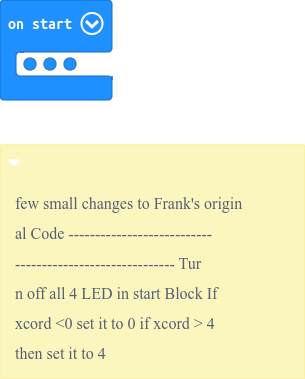 on start
few small changes to Frank's origin
al Code ---------------------------
------------------------------ Tur
n off all 4 LED in start Block If
xcord <0 set it to 0 if xcord > 4
then set it to 4